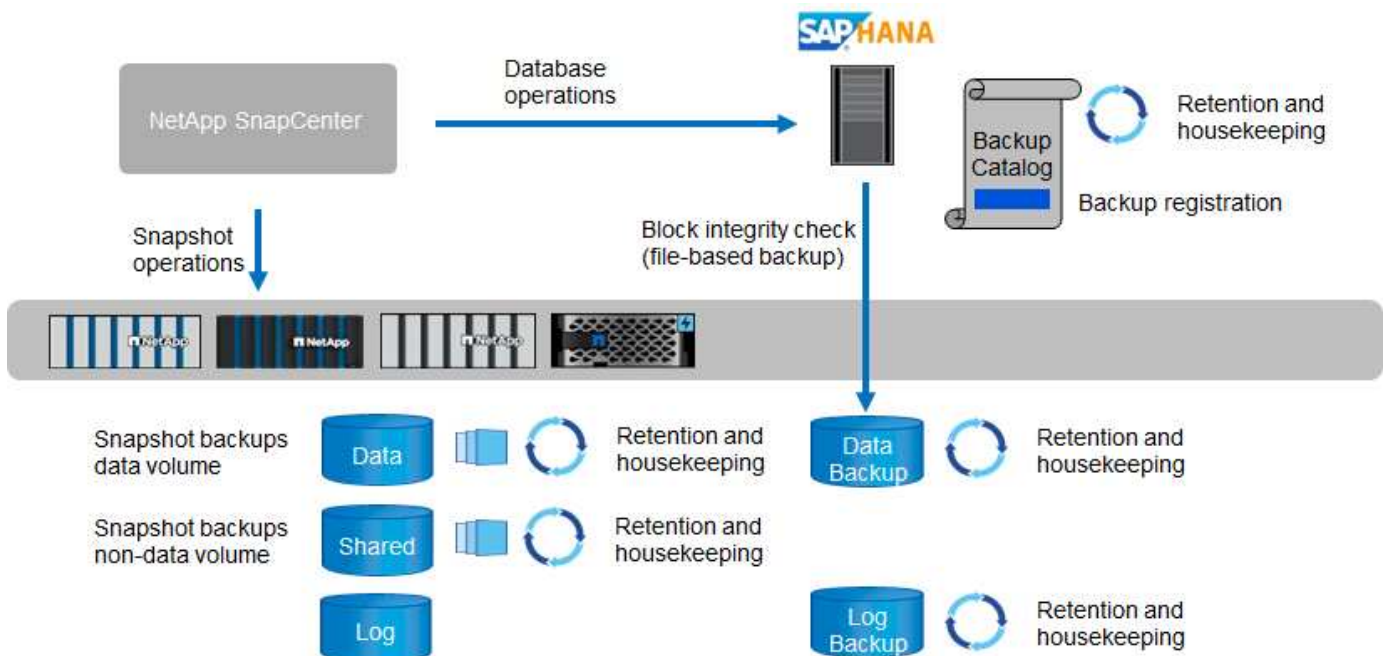 SAP HANA
NetApp SnapCenter
Database
operations
Retention and
housekeeping
Backup
Catalog
Backup registration
Snapshot
operations
Block integrity check
(file-based backup)
NetApp
NetApp
NetApp
Snapshot backups
data volume
Data
Retention and
housekeeping
Data
Backup
Retention and
housekeeping
Snapshot backups
non-data volume
Shared
Retention and
housekeeping
Log
Log
Backup
Retention and
housekeeping